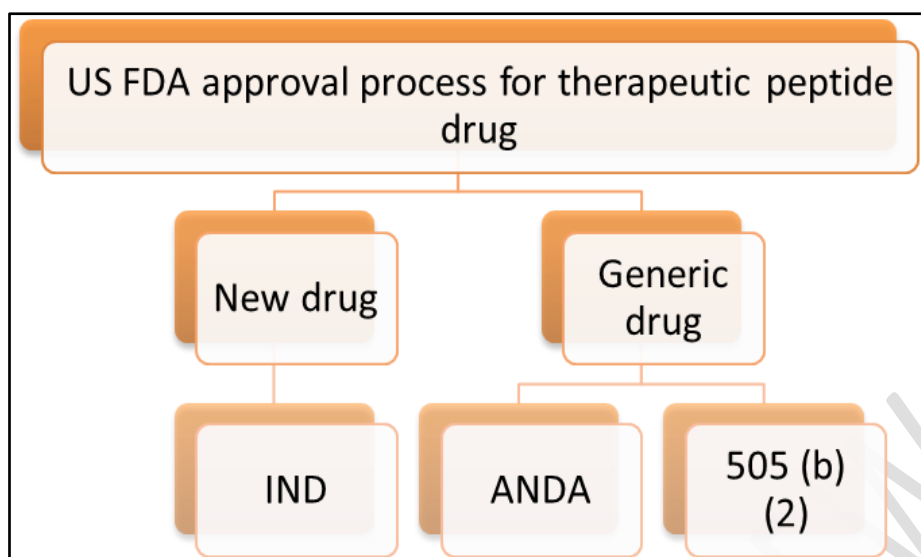 US FDA approval process for therapeutic peptide
drug
New drug
Generic
drug
IND
ANDA
505 (b)
(2)